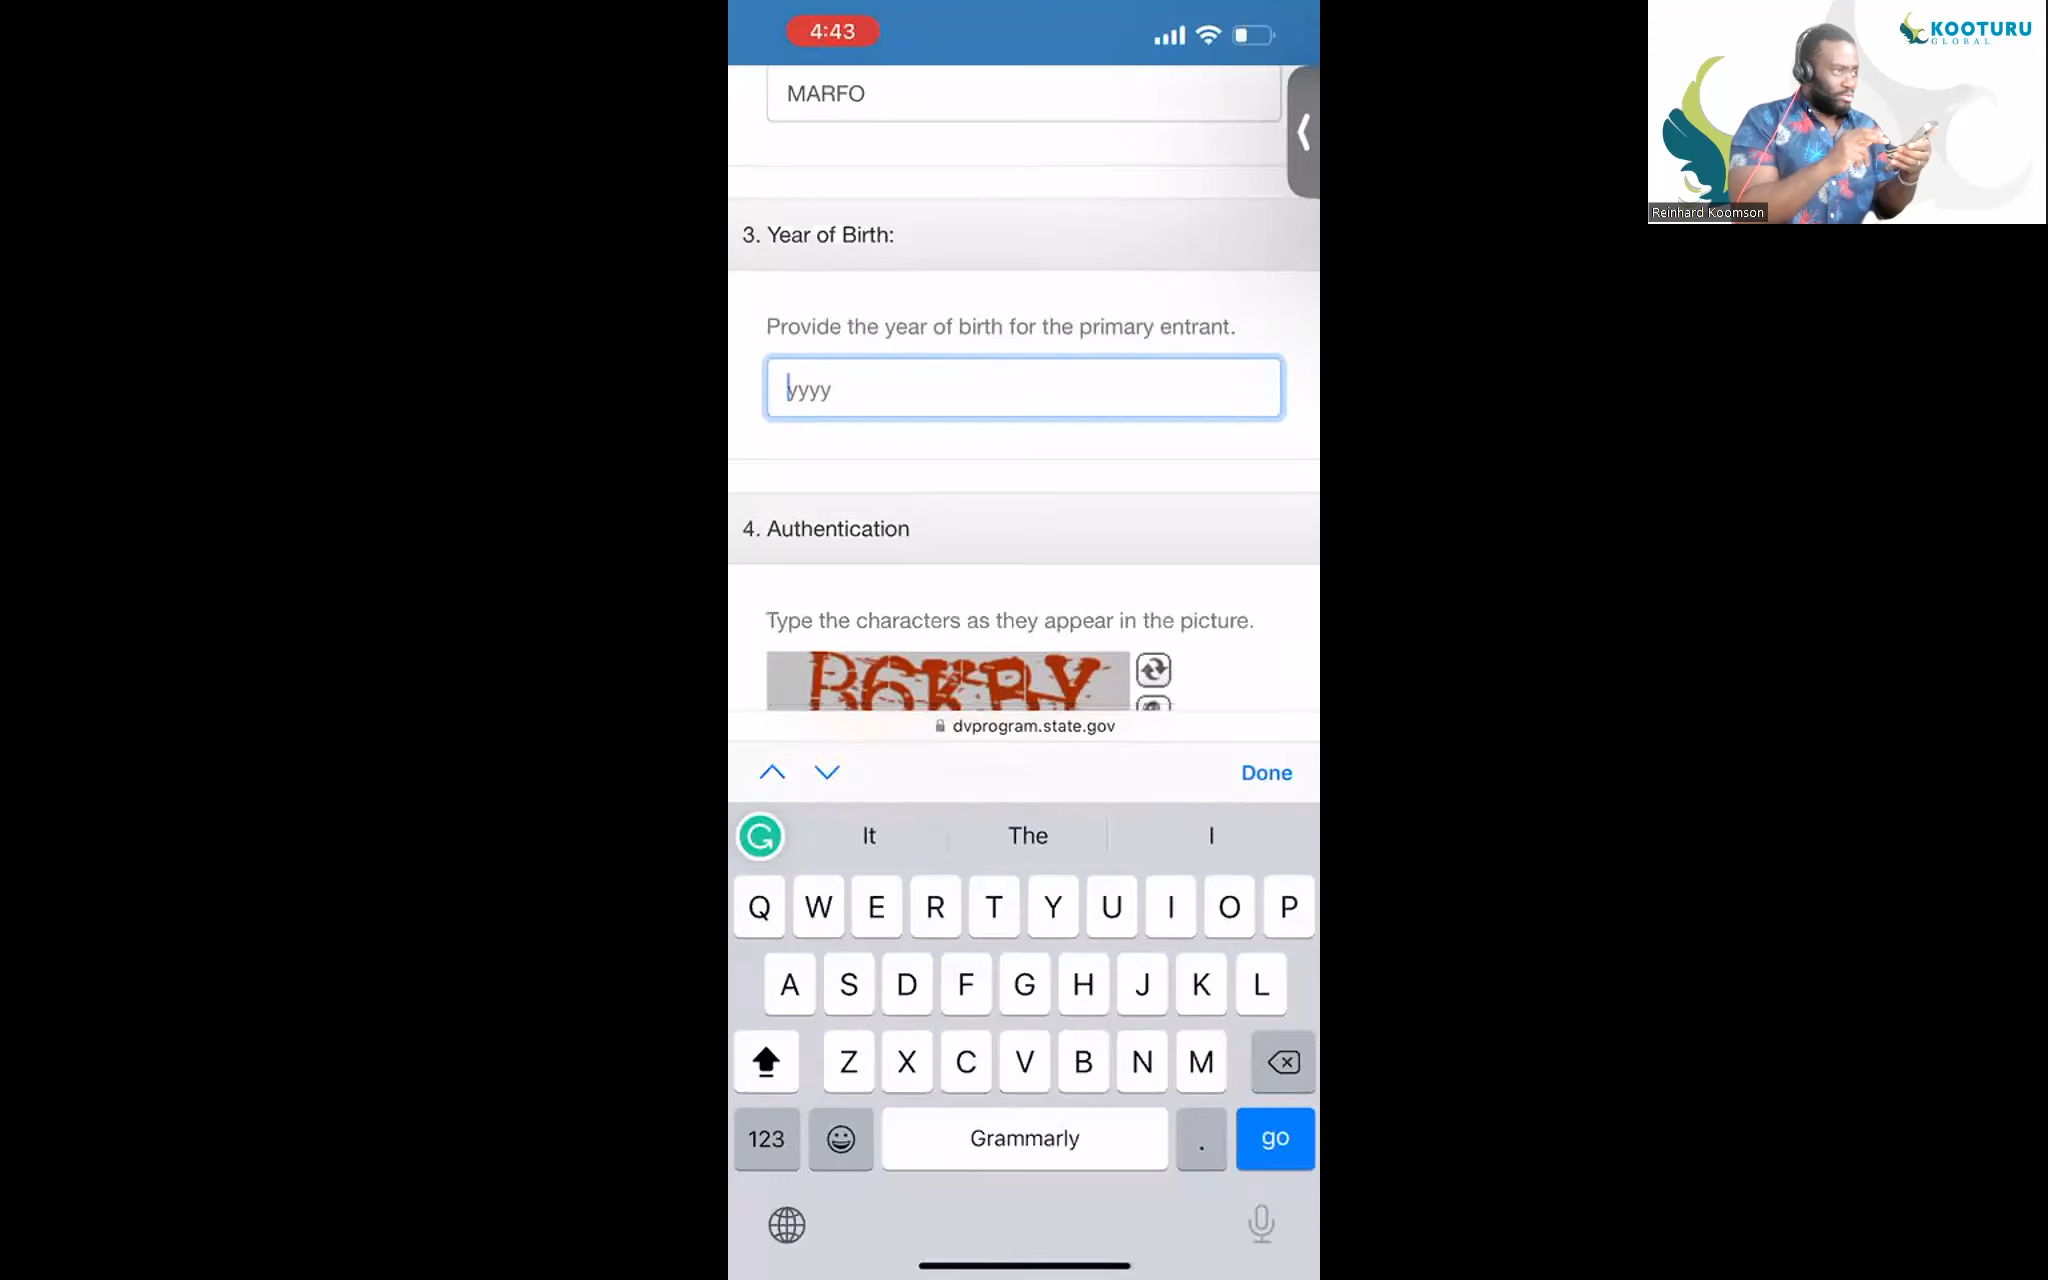 4:43
KOOTURU
GLOBAL
MARFO
Reinhard Koomson
3. Year of Birth:
Provide the year of birth for the primary entrant.
yyyy
4. Authentication
Type the characters as they appear in the picture.
dvprogram.state.gov
Done
It The I
Q W E R T Y U I O P
A S D F G H J K L
Z X C V B N M
123 Grammarly . go